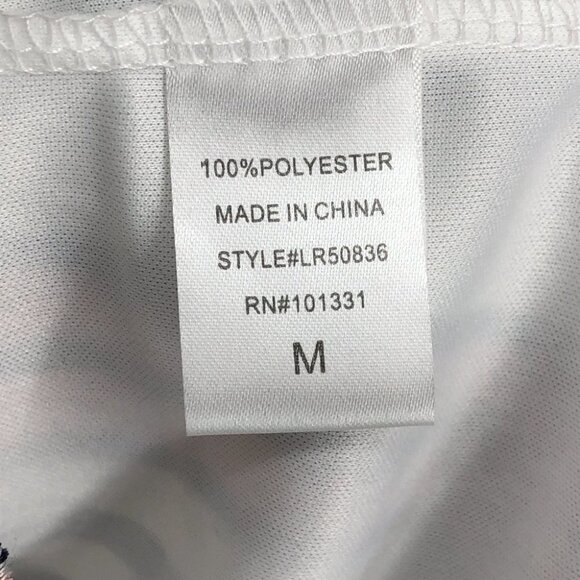 100%POLYESTER
MADE IN CHINA
STYLE#LR50836
RN#101331
M